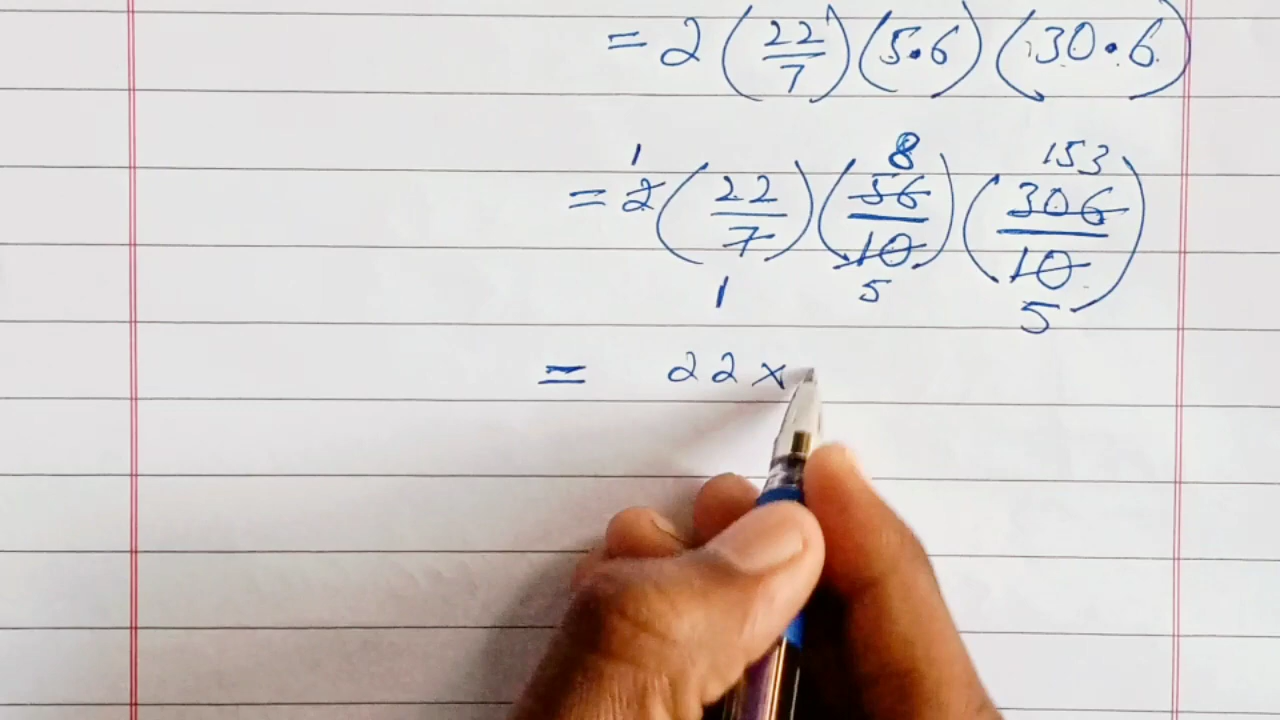 = 2 (22/7) (5.6) (30.6)
1 8 153
= 2 (22/7) (56/10) (306/10)
1 5 5
= 22 ×